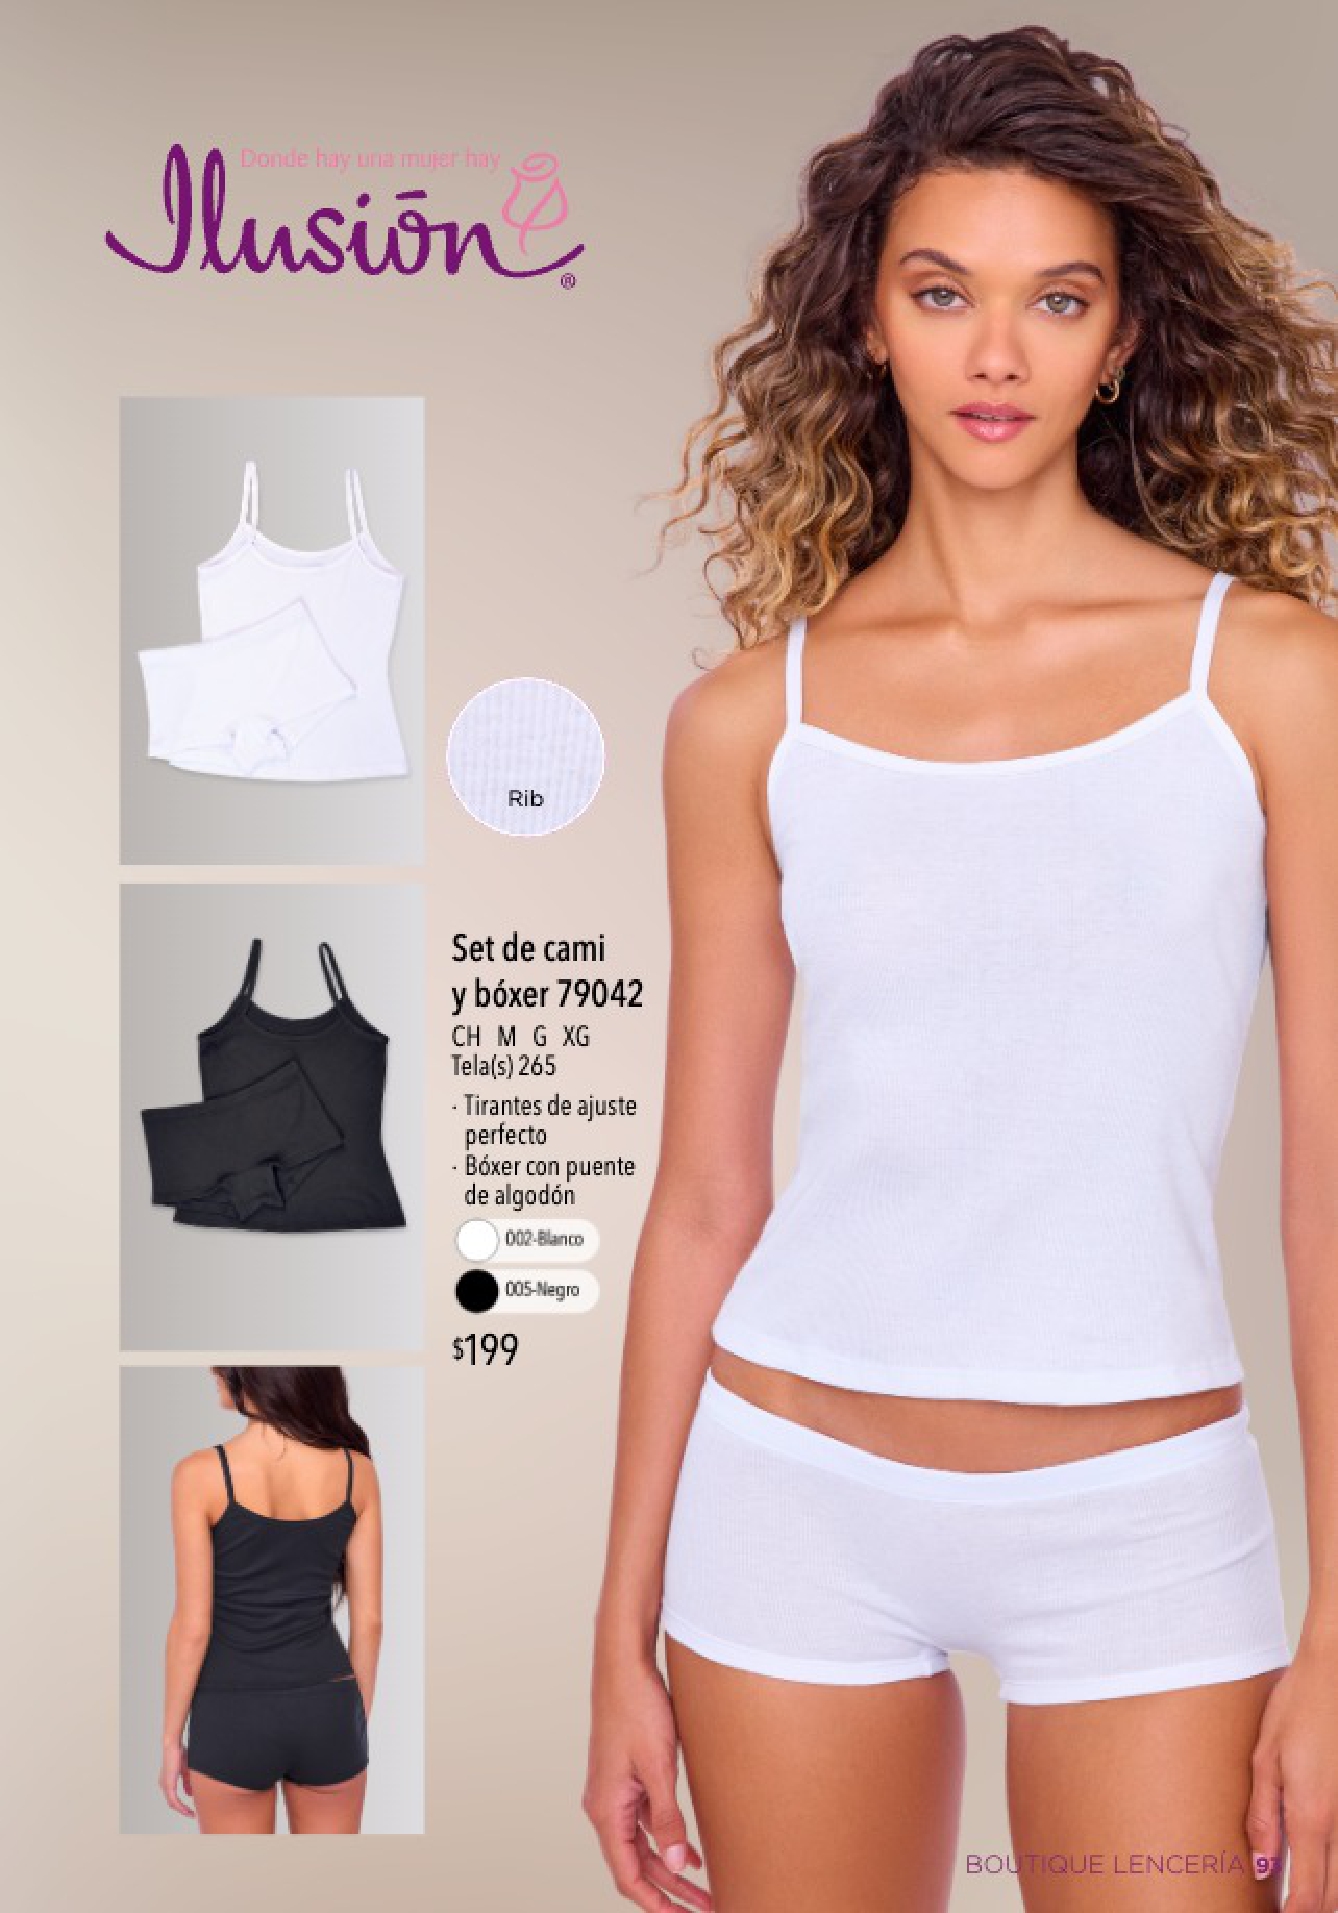 Donde hay una mujer hay
Ilusión
®
Rib
Set de cami
y bóxer 79042
CH M G XG
Tela(s) 265
· Tirantes de ajuste
perfecto
· Bóxer con puente
de algodón
002-Blanco
005-Negro
$199
BOUTIQUE LENCERÍA